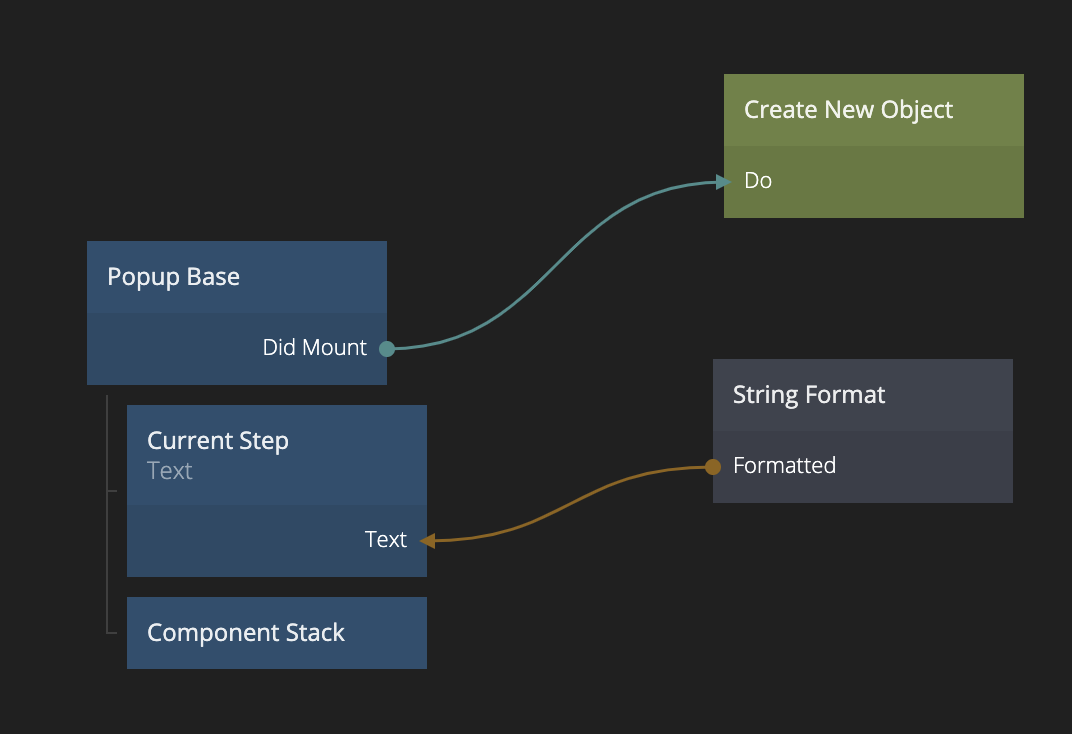 Create New Object
Do
Popup Base
Did Mount
String Format
Formatted
Current Step
Text
Text
Component Stack